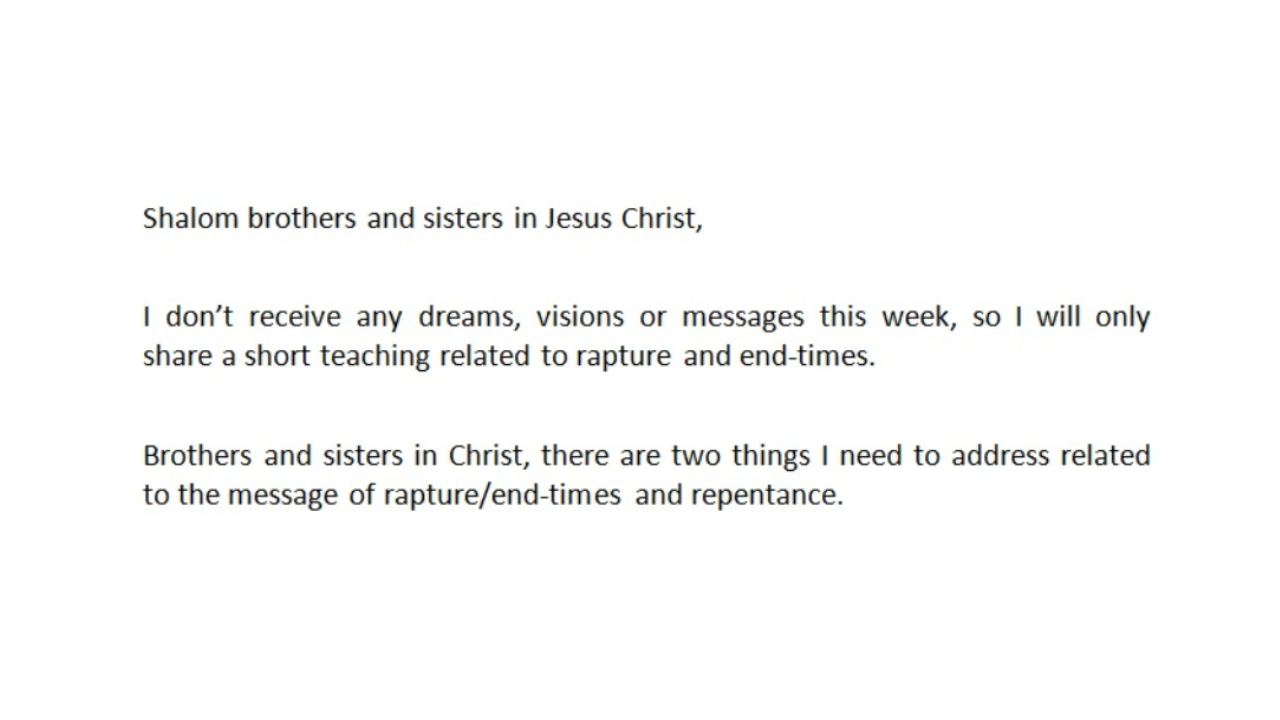 Shalom brothers and sisters in Jesus Christ,
I don’t receive any dreams, visions or messages this week, so I will only
share a short teaching related to rapture and end-times.
Brothers and sisters in Christ, there are two things I need to address related
to the message of rapture/end-times and repentance.